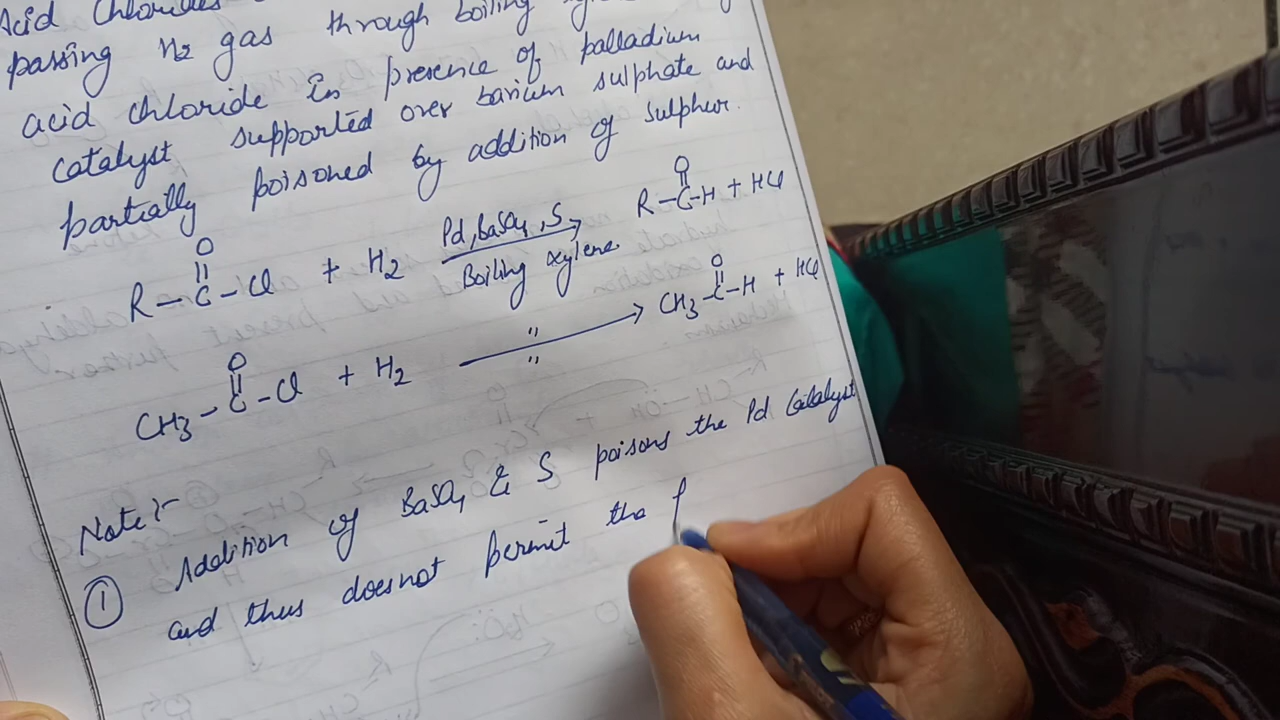 Acid Chlorides
passing H2 gas through boiling
acid chloride in presence of palladium
catalyst supported over barium sulphate and
partially poisoned by addition of sulphur.
R-C(=O)-Cl + H2 Pd, BaSO4, S Boiling xylene → R-C(=O)-H + HCl
CH3-C(=O)-Cl + H2 " " → CH3-C(=O)-H + HCl
Note:-
① Addition of BaSO4 & S poisons the Pd Catalyst
and thus doesnot permit the f